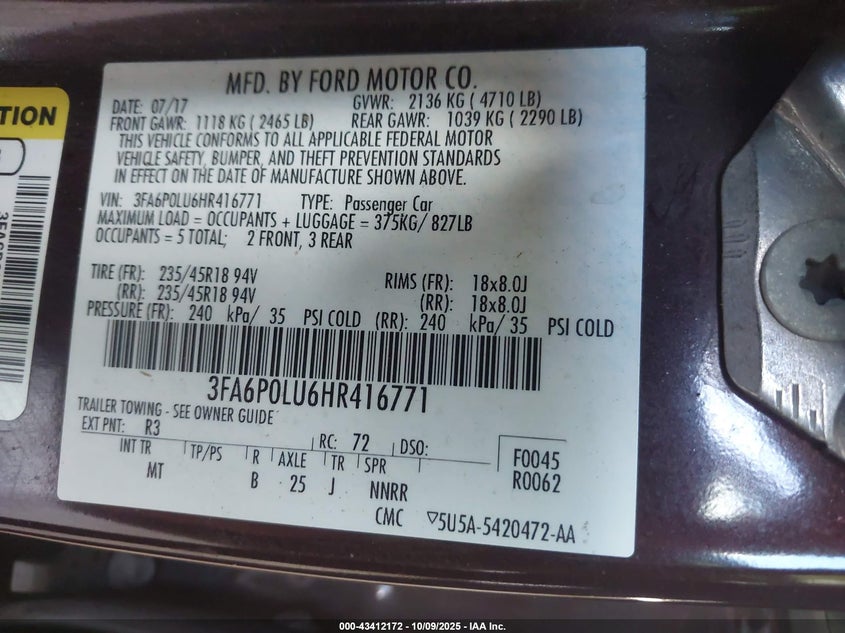 MFD. BY FORD MOTOR CO.
DATE: 07/17 GVWR: 2136 KG ( 4710 LB)
FRONT GAWR: 1118 KG ( 2465 LB) REAR GAWR: 1039 KG ( 2290 LB)
THIS VEHICLE CONFORMS TO ALL APPLICABLE FEDERAL MOTOR
VEHICLE SAFETY, BUMPER, AND THEFT PREVENTION STANDARDS
IN EFFECT ON THE DATE OF MANUFACTURE SHOWN ABOVE.
VIN: 3FA6P0LU6HR416771 TYPE: Passenger Car
MAXIMUM LOAD = OCCUPANTS + LUGGAGE = 375KG/ 827LB
OCCUPANTS = 5 TOTAL; 2 FRONT, 3 REAR
TIRE (FR): 235/45R18 94V RIMS (FR): 18x8.0J
(RR): 235/45R18 94V (RR): 18x8.0J
PRESSURE (FR): 240 kPa/ 35 PSI COLD (RR): 240 kPa/ 35 PSI COLD
3FA6P0LU6HR416771
TRAILER TOWING - SEE OWNER GUIDE
EXT PNT: R3 RC: 72 DSO:
INT TR TP/PS R AXLE TR SPR F0045
MT B 25 J NNRR R0062
CMC 5U5A-5420472-AA
000-43412172 | 10/09/2025 - IAA Inc.